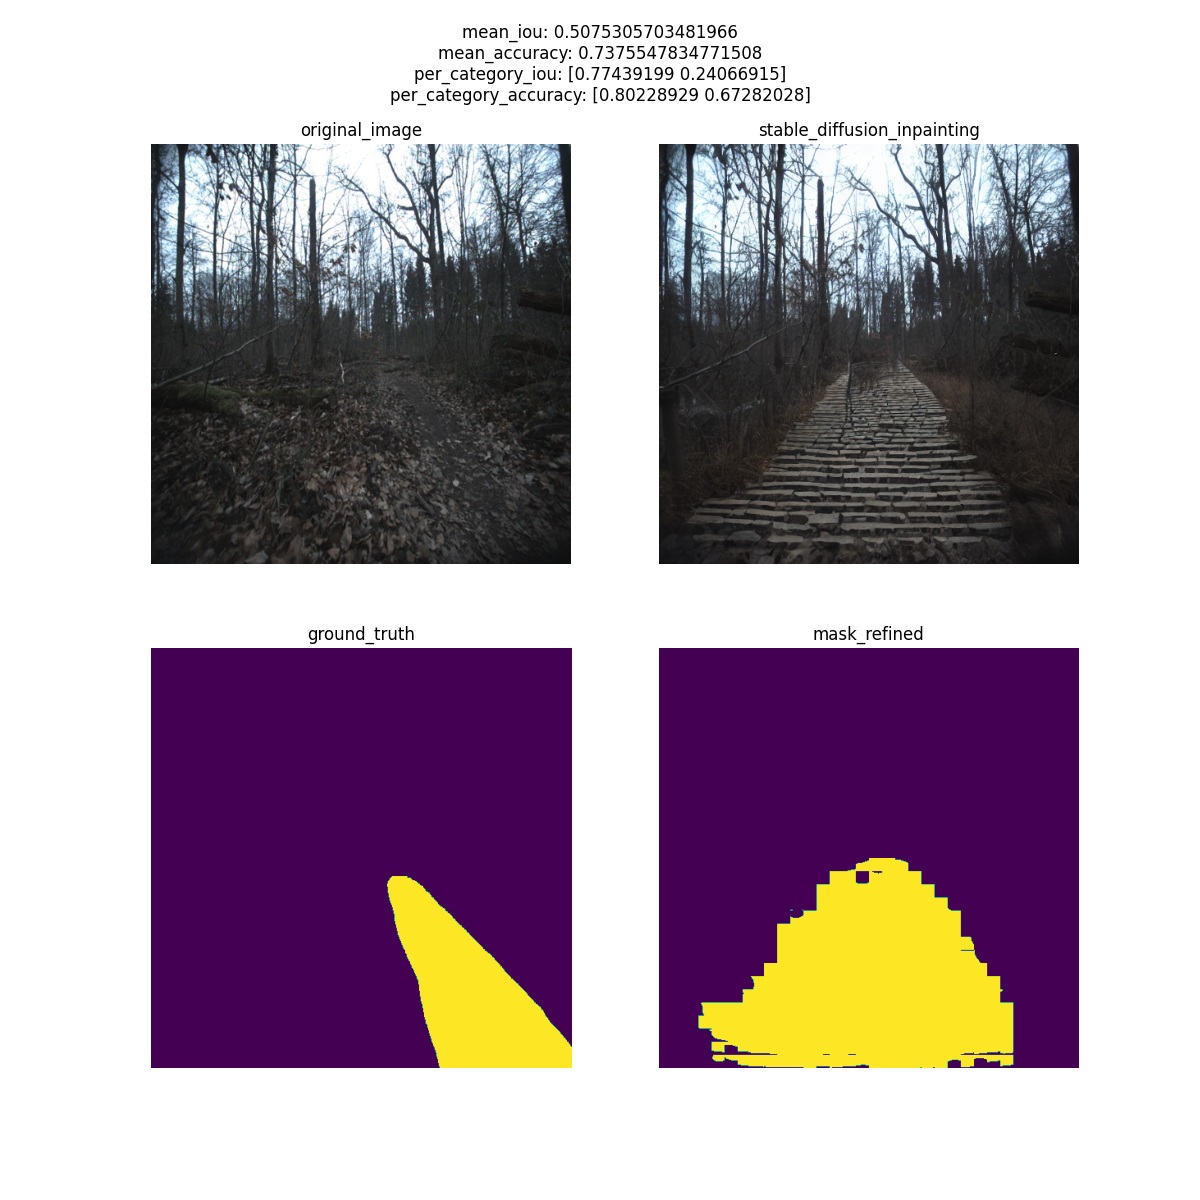 mean_iou: 0.5075305703481966
mean_accuracy: 0.7375547834771508
per_category_iou: [0.77439199 0.24066915]
per_category_accuracy: [0.80228929 0.67282028]
original_image
stable_diffusion_inpainting
ground_truth
mask_refined